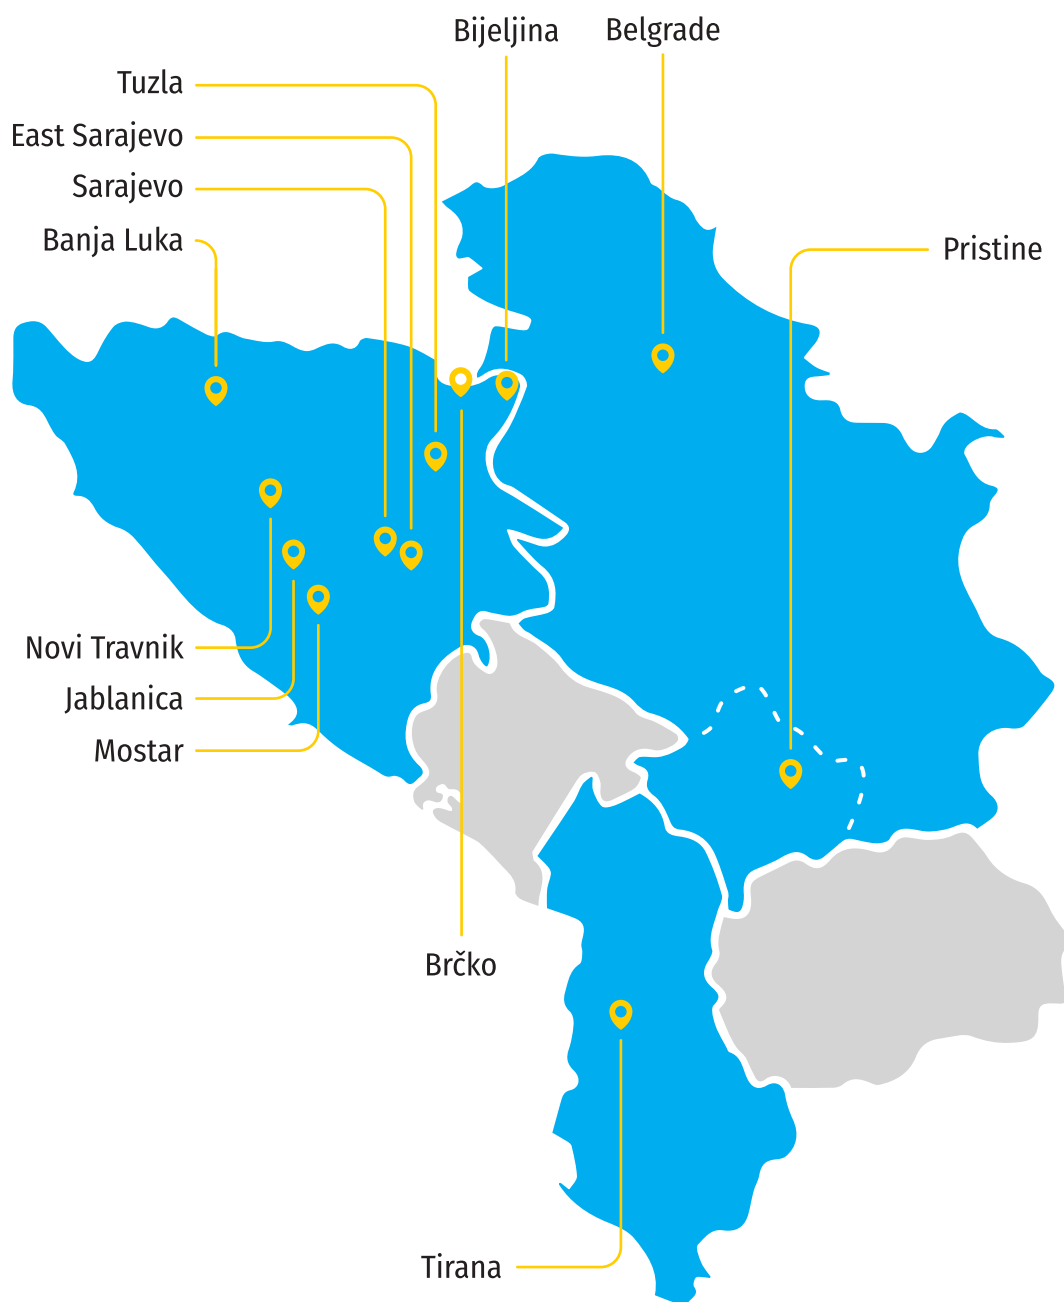 Bijeljina
Belgrade
Tuzla
East Sarajevo
Sarajevo
Banja Luka
Pristine
Novi Travnik
Jablanica
Mostar
Brčko
Tirana